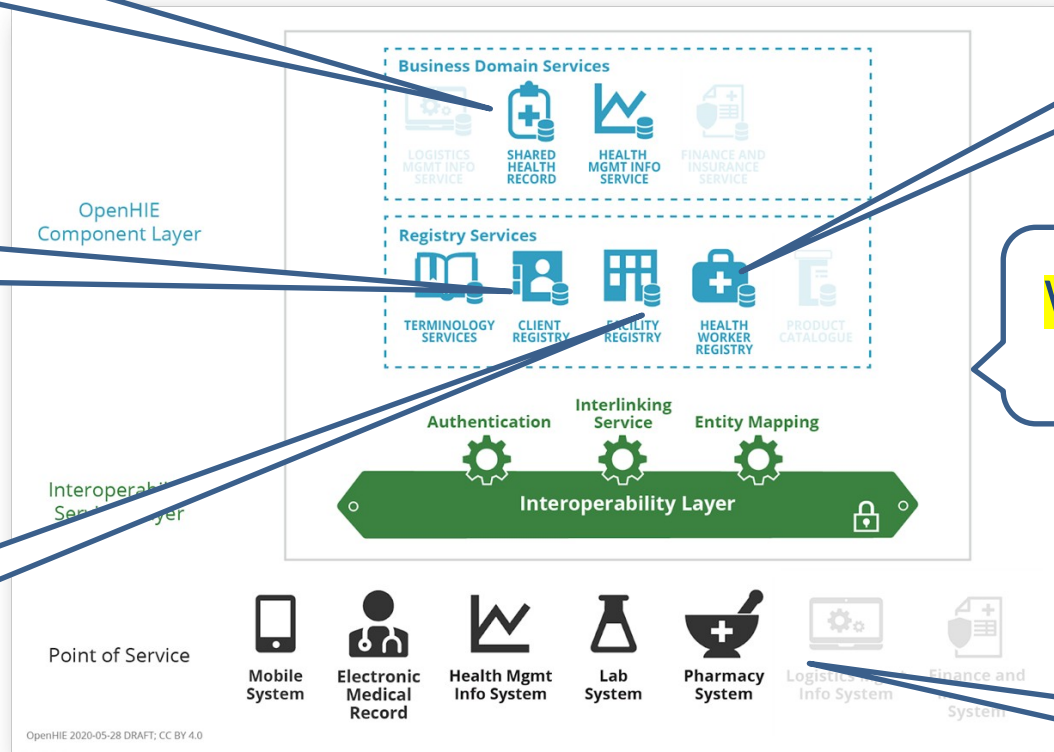 Business Domain Services
LOGISTICS
MGMT INFO
SERVICE
SHARED
HEALTH
RECORD
HEALTH
MGMT INFO
SERVICE
FINANCE AND
INSURANCE
SERVICE
OpenHIE
Component Layer
Registry Services
TERMINOLOGY
SERVICES
CLIENT
REGISTRY
FACILITY
REGISTRY
HEALTH
WORKER
REGISTRY
PRODUCT
CATALOGUE
Authentication
Interlinking
Service
Entity Mapping
Interoperability Layer
Point of Service
Mobile
System
Electronic
Medical
Record
Health Mgmt
Info System
Lab
System
Pharmacy
System
Logistics
Info System
Finance and
System
OpenHIE 2020-05-28 DRAFT; CC BY 4.0